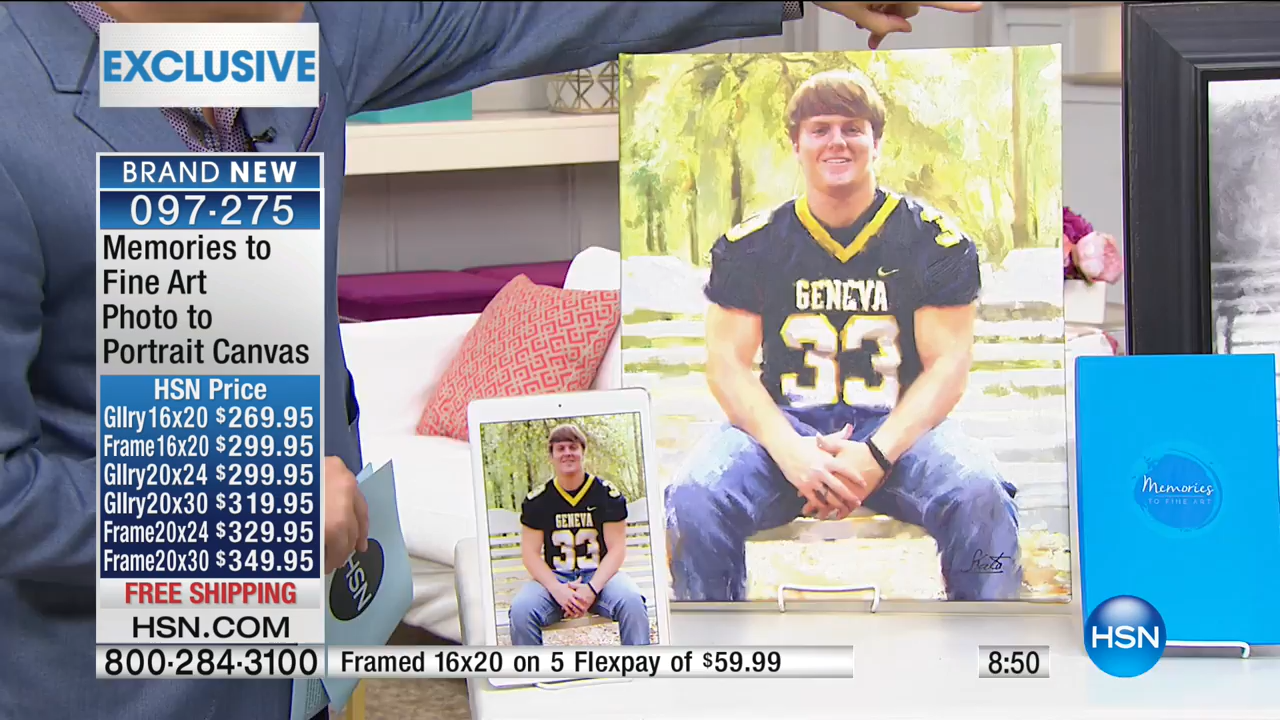 EXCLUSIVE
BRAND NEW
097-275
Memories to
Fine Art
Photo to
Portrait Canvas
HSN Price
Gllry16x20 $269.95
Frame16x20 $299.95
Gllry20x24 $299.95
Gllry20x30 $319.95
Frame20x24 $329.95
Frame20x30 $349.95
FREE SHIPPING
HSN.COM
800-284-3100
Framed 16x20 on 5 Flexpay of $59.99
8:50
HSN
GENEVA
33
3
GENEVA
33
HSN
Memories
TO FINE ART